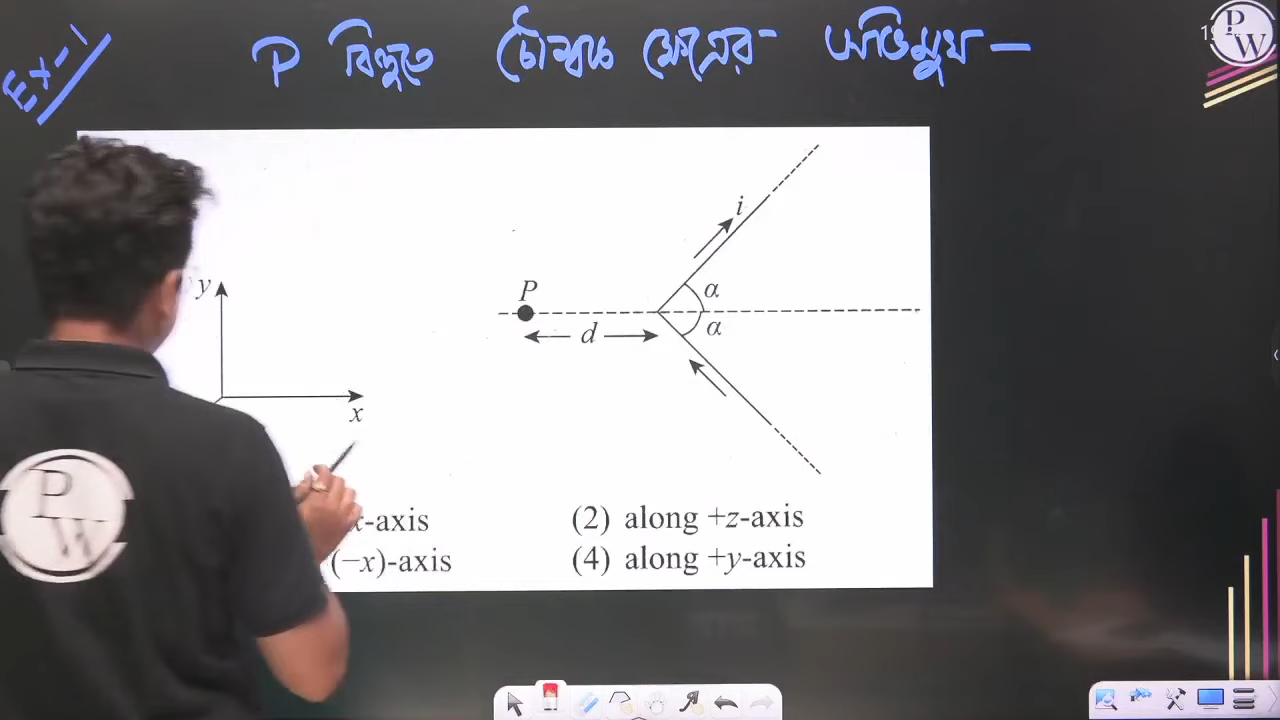 Ex-1
P বিন্দুতে চৌম্বক ক্ষেত্রের অভিমুখ —
P W
i
y
P
α
α
d
x
-axis
(2) along +z-axis
(−x)-axis
(4) along +y-axis
P
W